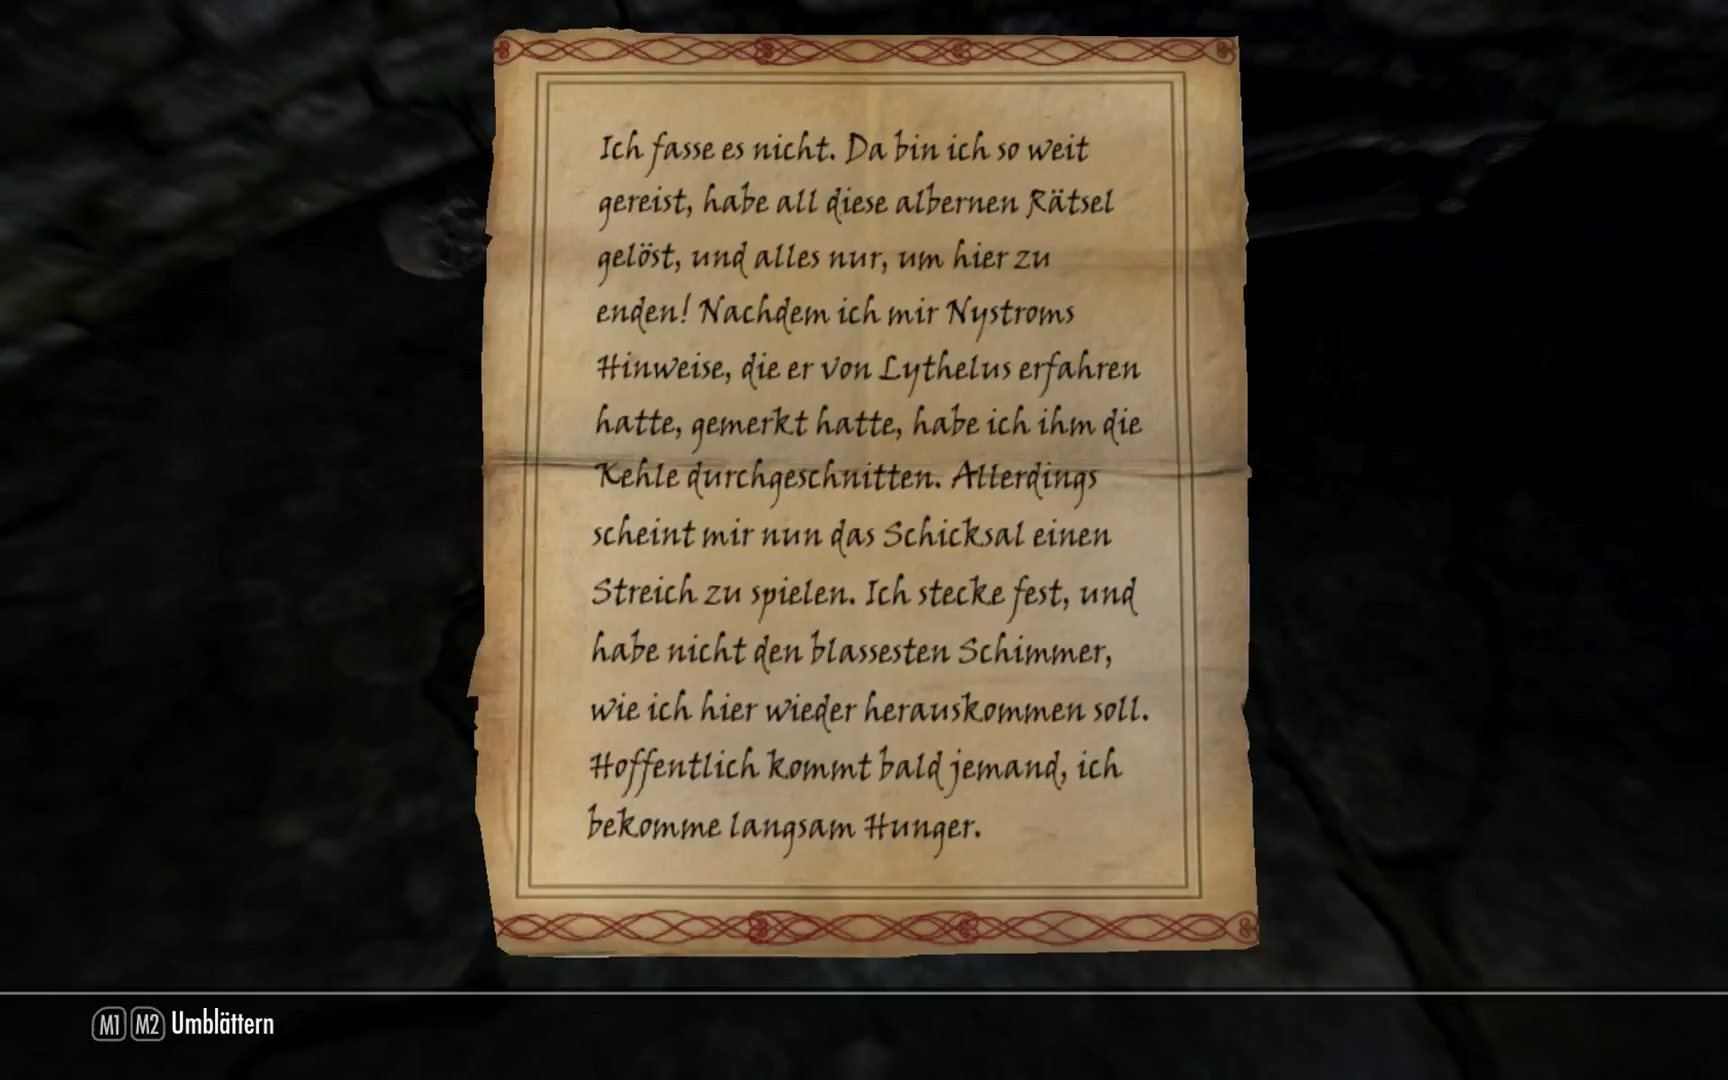 Ich fasse es nicht. Da bin ich so weit
gereist, habe all diese albernen Rätsel
gelöst, und alles nur, um hier zu
enden! Nachdem ich mir Nystroms
Hinweise, die er von Lythelus erfahren
hatte, gemerkt hatte, habe ich ihm die
Kehle durchgeschnitten. Allerdings
scheint mir nun das Schicksal einen
Streich zu spielen. Ich stecke fest, und
habe nicht den blassesten Schimmer,
wie ich hier wieder herauskommen soll.
Hoffentlich kommt bald jemand, ich
bekomme langsam Hunger.
M1 M2 Umblättern